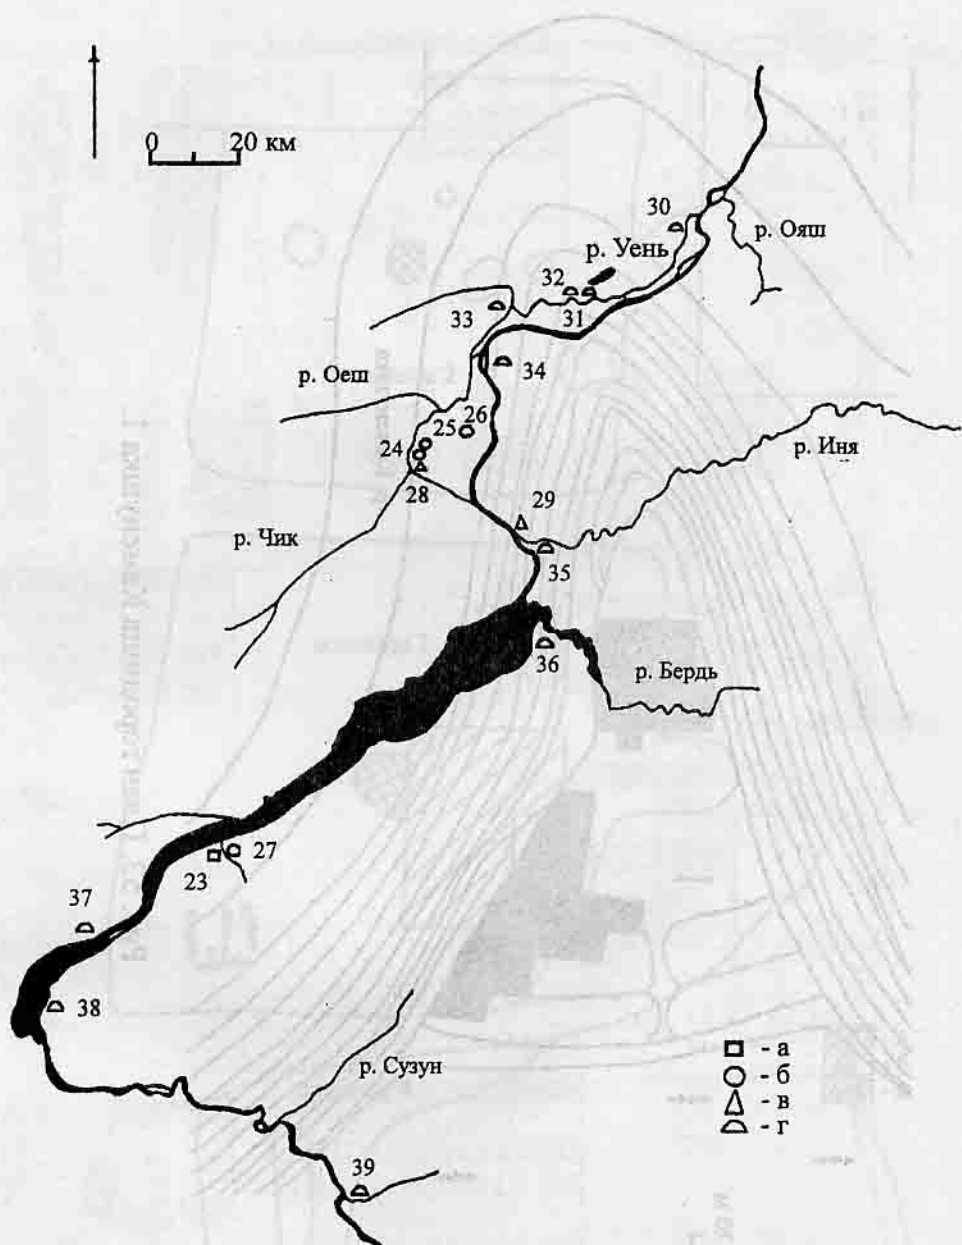 0 20 км
30
р. Ояш
р. Уень
32
31
33
34
р. Оеш
26
25
24
28
р. Иня
29
р. Чик
35
36
р. Бердь
27
23
37
38
р. Сузун
39
- а
- б
- в
- г